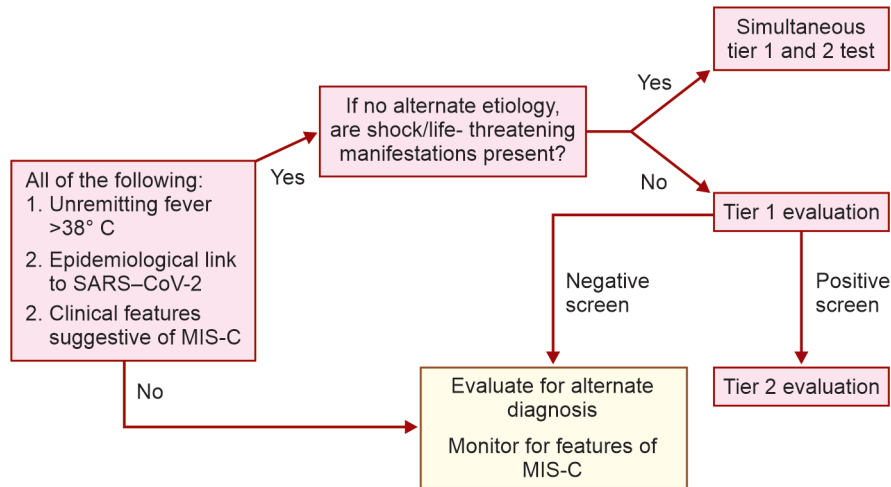 All of the following:
1. Unremitting fever
>38° C
2. Epidemiological link
to SARS–CoV-2
2. Clinical features
suggestive of MIS-C
Yes
If no alternate etiology,
are shock/life- threatening
manifestations present?
Yes
Simultaneous
tier 1 and 2 test
No
Tier 1 evaluation
Negative
screen
Positive
screen
Tier 2 evaluation
No
Evaluate for alternate
diagnosis
Monitor for features of
MIS-C